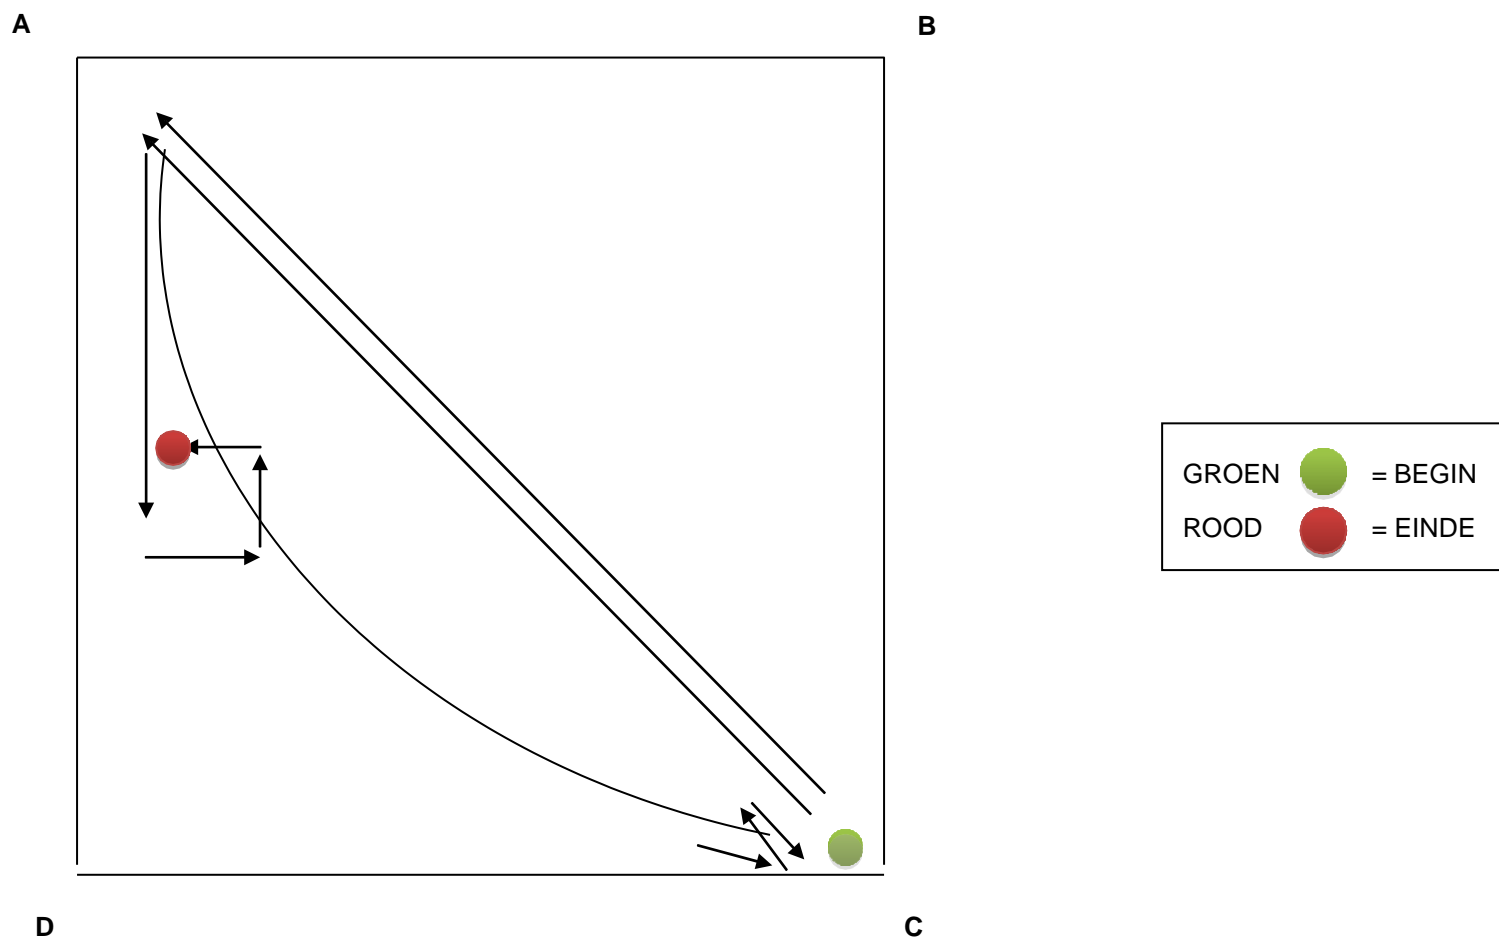 A
B
GROEN = BEGIN
ROOD = EINDE
D
C